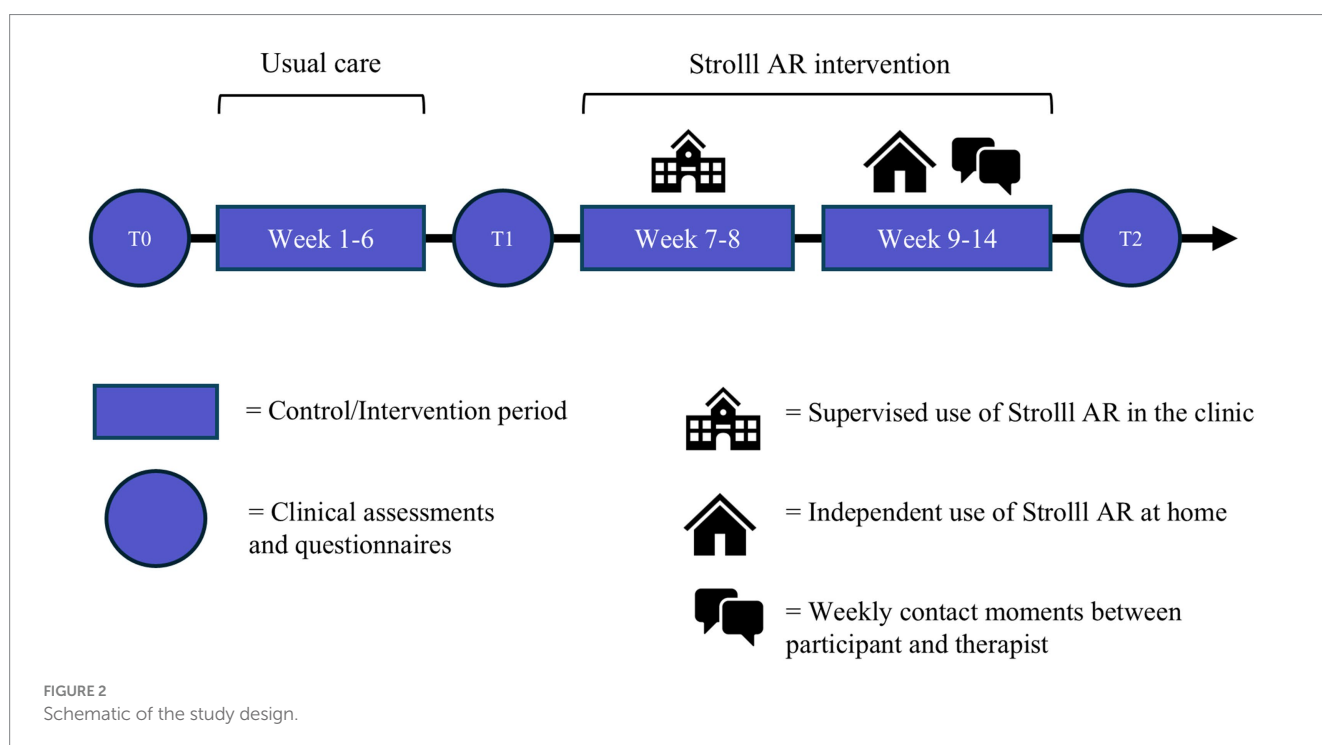 Usual care
Strolll AR intervention
T0
Week 1-6
T1
Week 7-8
Week 9-14
T2
= Control/Intervention period
= Clinical assessments
and questionnaires
= Supervised use of Strolll AR in the clinic
= Independent use of Strolll AR at home
= Weekly contact moments between
participant and therapist
FIGURE 2
Schematic of the study design.